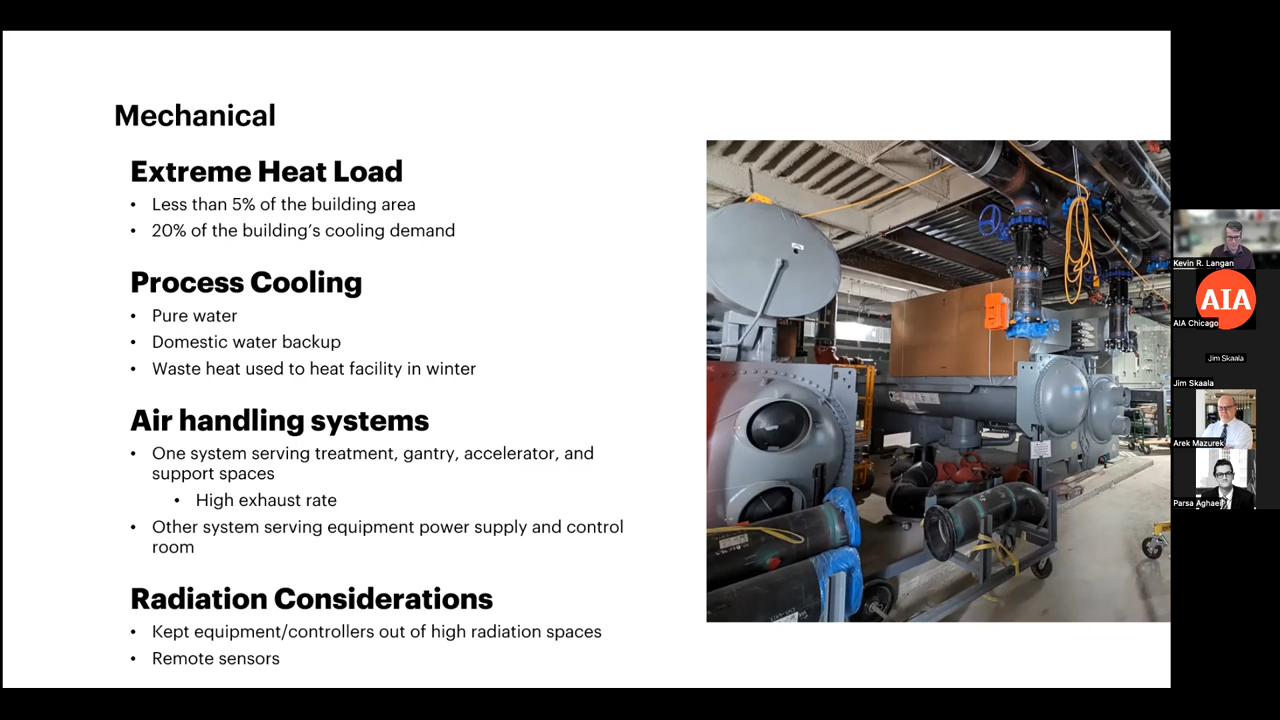 Mechanical
Extreme Heat Load
• Less than 5% of the building area
• 20% of the building's cooling demand
Process Cooling
• Pure water
• Domestic water backup
• Waste heat used to heat facility in winter
Air handling systems
• One system serving treatment, gantry, accelerator, and
support spaces
• High exhaust rate
• Other system serving equipment power supply and control
room
Radiation Considerations
• Kept equipment/controllers out of high radiation spaces
• Remote sensors
Kevin R. Langan
AIA
AIA Chicago
Jim Skaala
Jim Skaala
Arek Mazurek
Parsa Aghaei